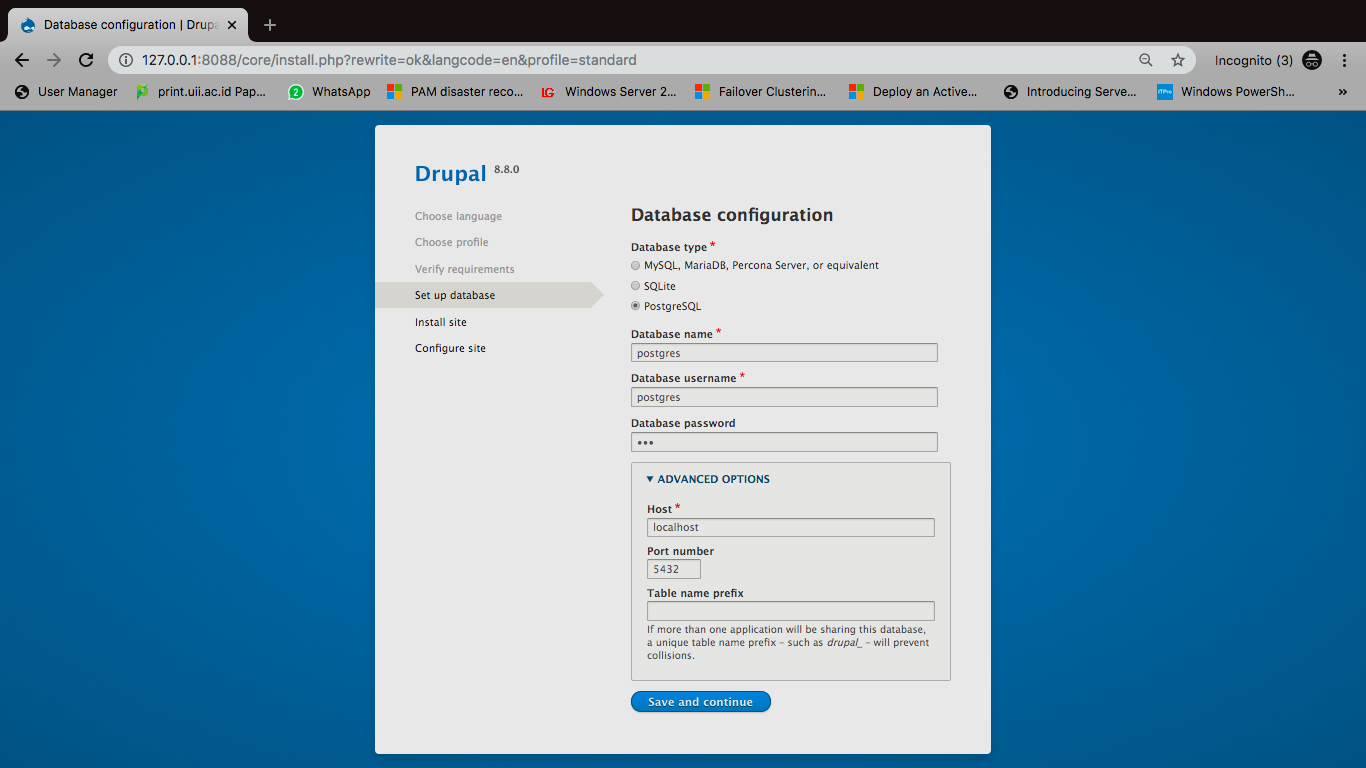 Database configuration | Drupa
127.0.0.1:8088/core/install.php?rewrite=ok&langcode=en&profile=standard
Incognito (3)
User Manager
print.uii.ac.id Pap...
2
WhatsApp
PAM disaster reco...
LG
Windows Server 2...
Failover Clusterin...
Deploy an Active...
Introducing Serve...
ITPro
Windows PowerSh...
»
Drupal 8.8.0
Choose language
Choose profile
Verify requirements
Set up database
Install site
Configure site
Database configuration
Database type *
MySQL, MariaDB, Percona Server, or equivalent
SQLite
PostgreSQL
Database name *
postgres
Database username *
postgres
Database password
•••
▼ ADVANCED OPTIONS
Host *
localhost
Port number
5432
Table name prefix
If more than one application will be sharing this database,
a unique table name prefix – such as drupal_ – will prevent
collisions.
Save and continue